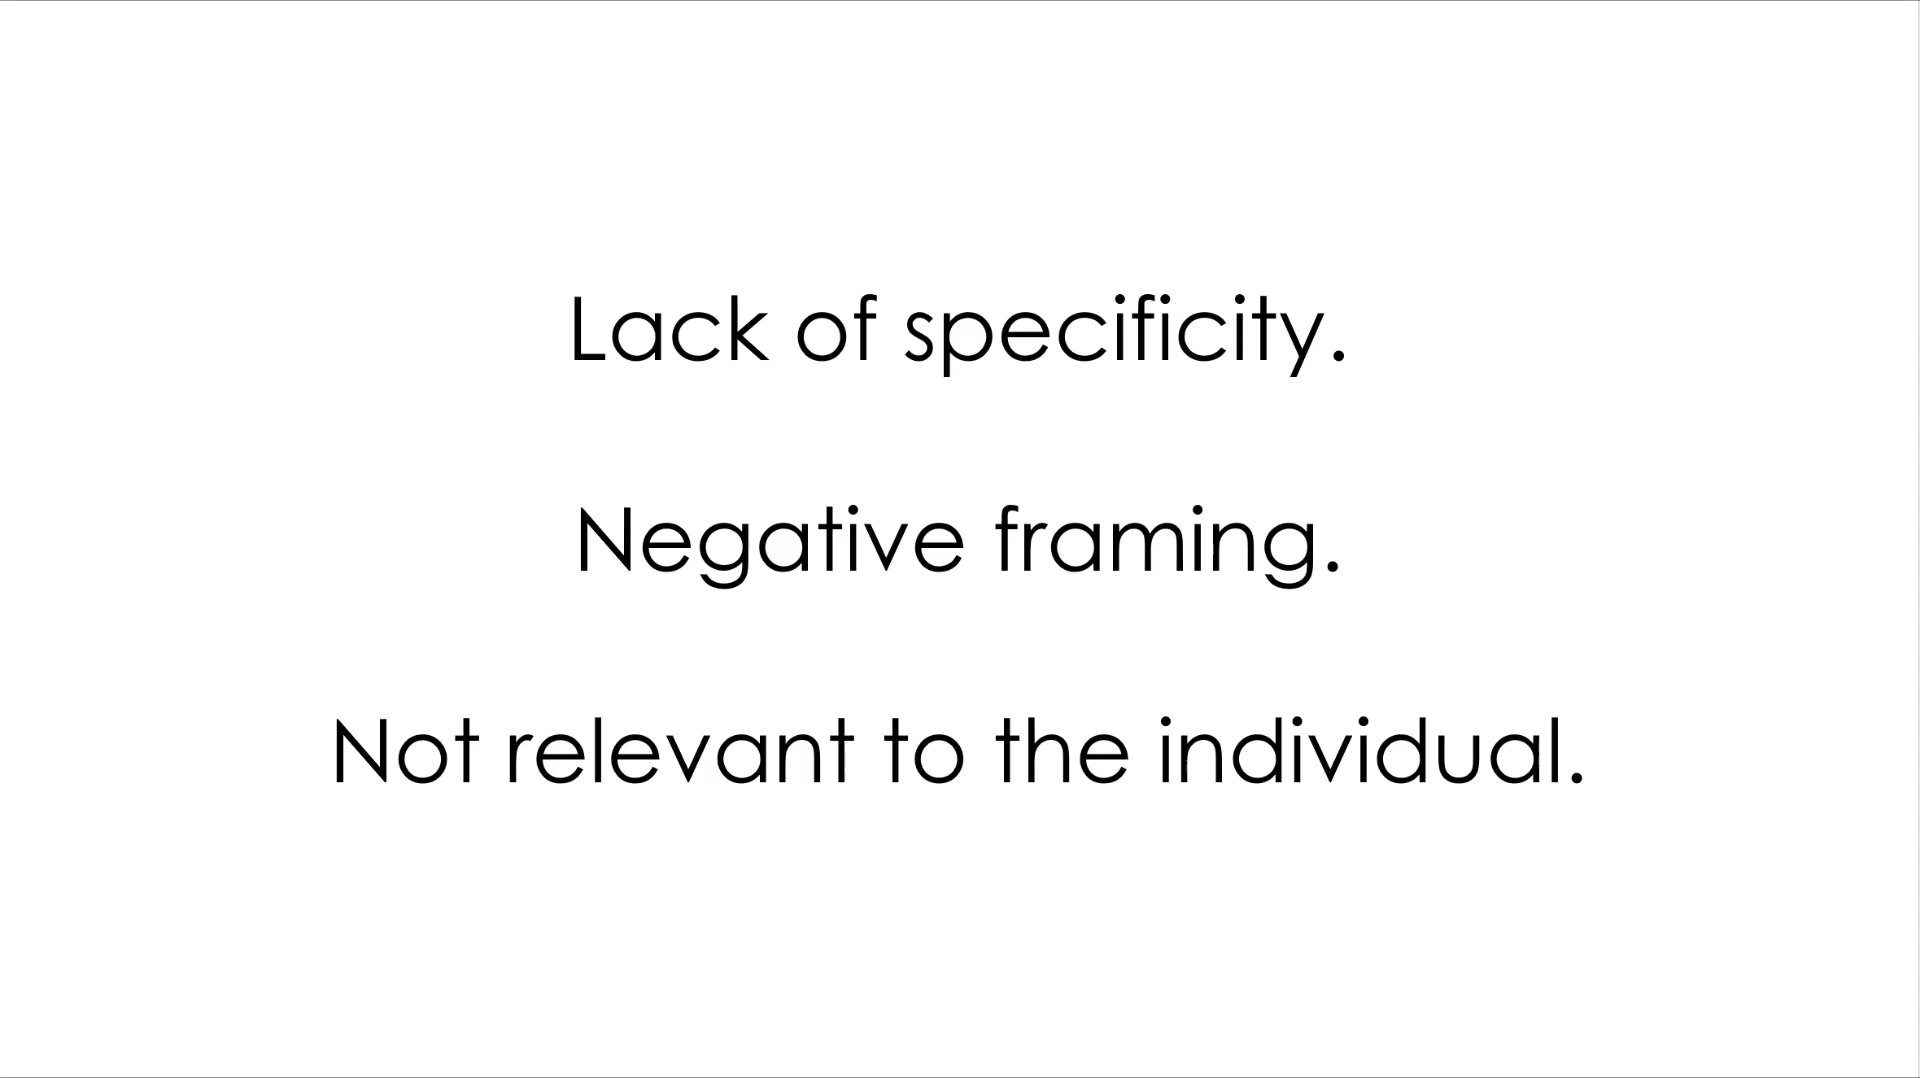 Lack of specificity.
Negative framing.
Not relevant to the individual.